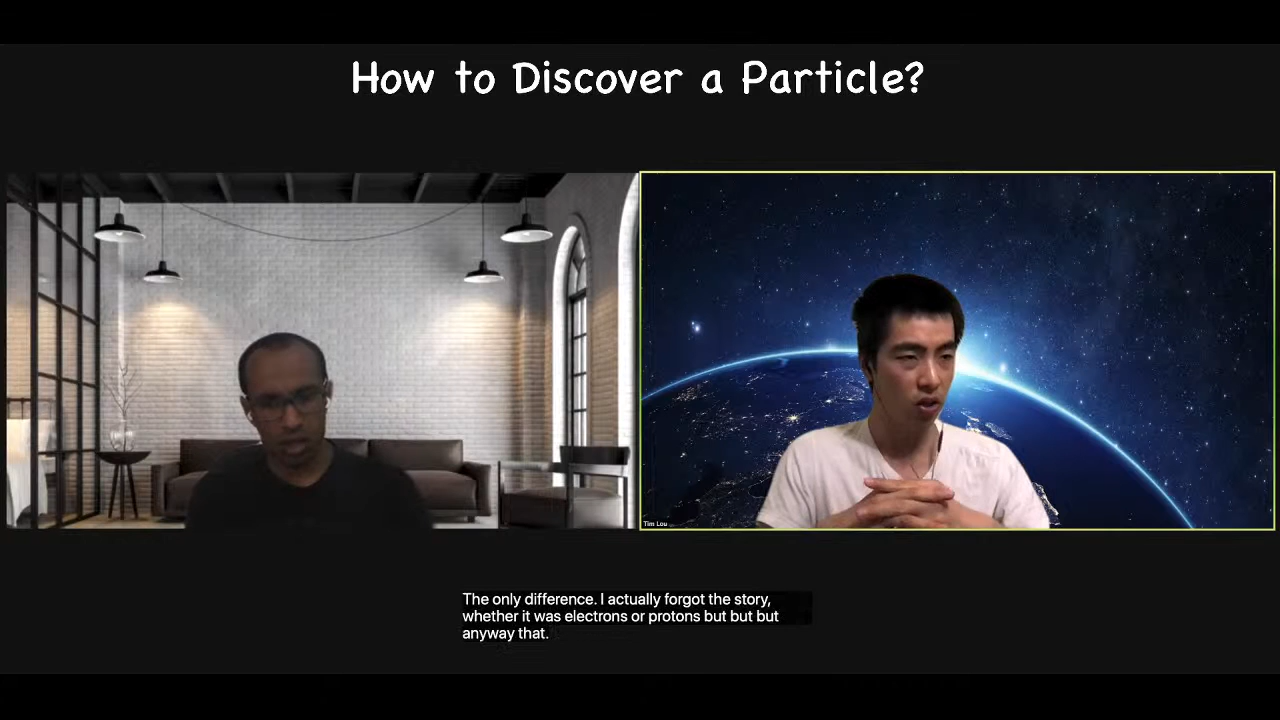 How to Discover a Particle?
Tim Lou
The only difference. I actually forgot the story,
whether it was electrons or protons but but but
anyway that.